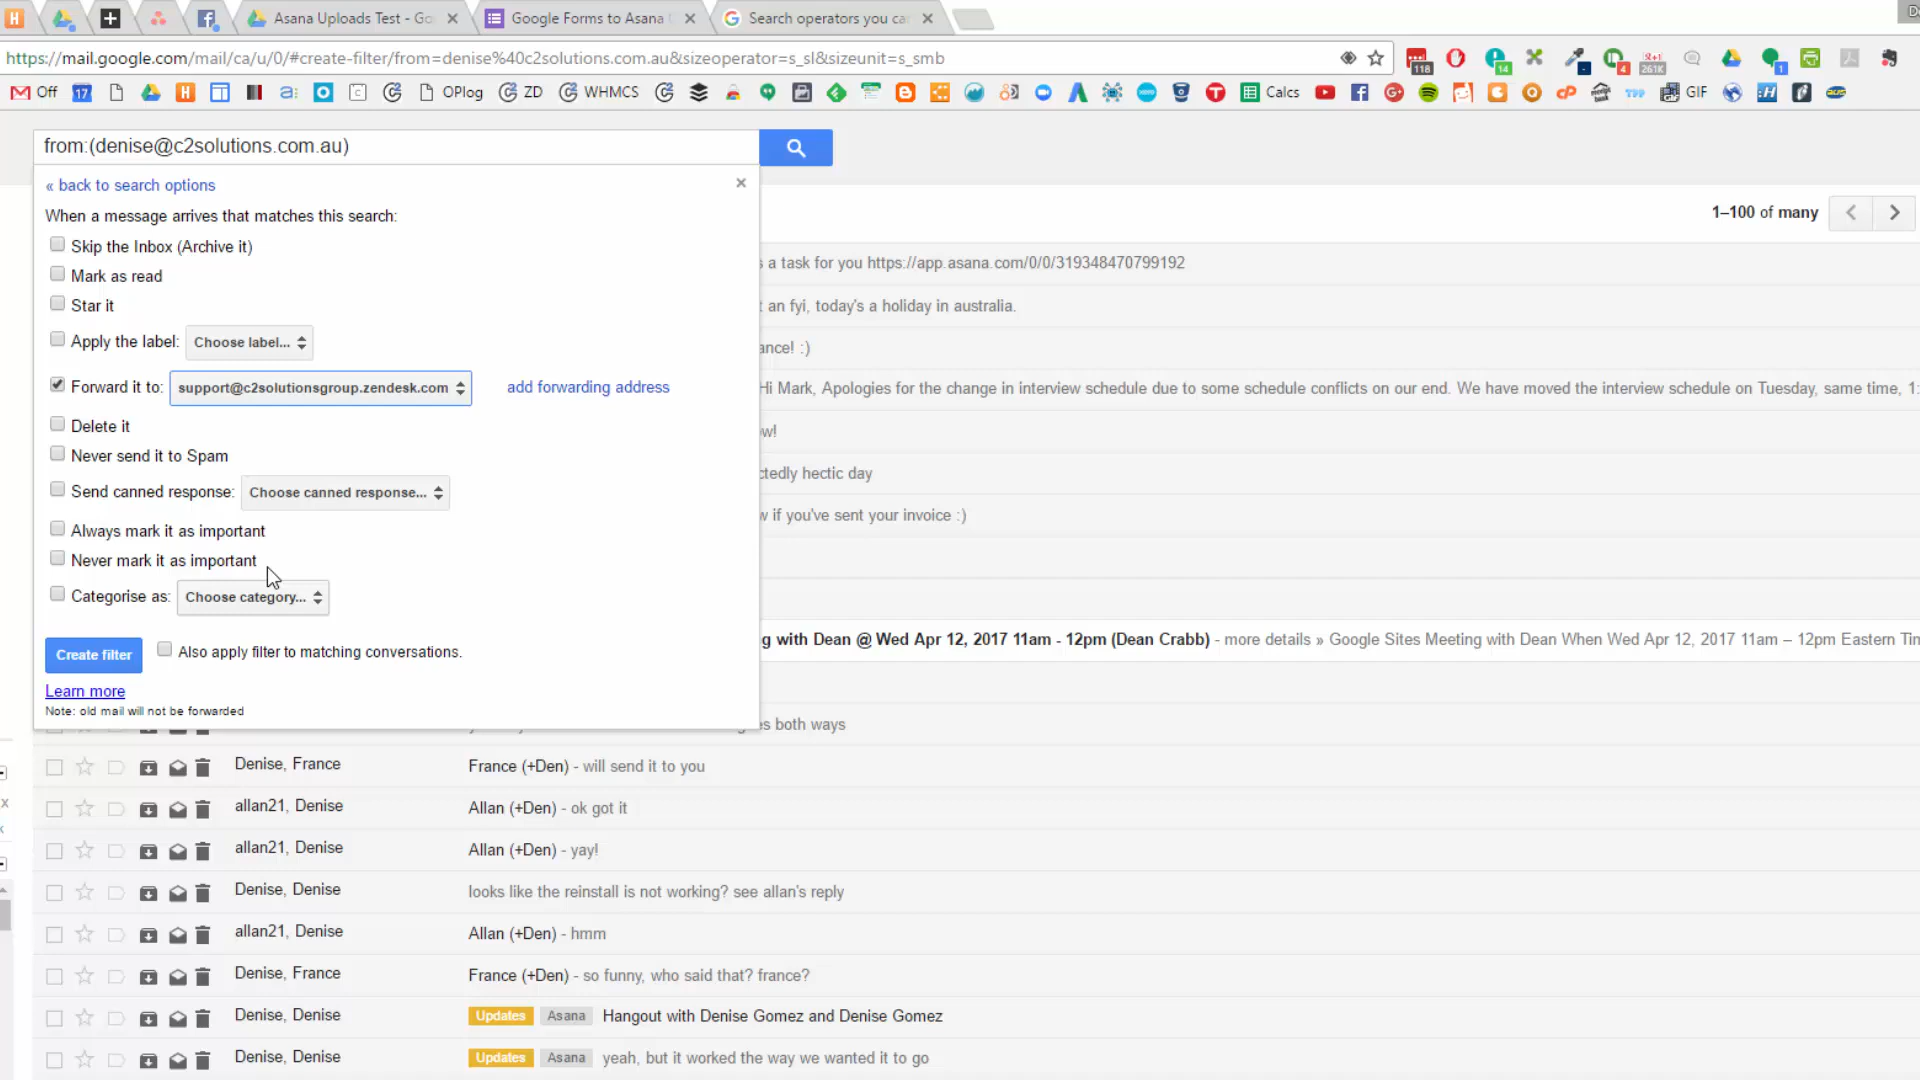 Asana Uploads Test - Go
Google Forms to Asana
Search operators you ca
https://mail.google.com/mail/ca/u/0/#create-filter/from=denise%40c2solutions.com.au&sizeoperator=s_sl&sizeunit=s_smb
118
14
4
261K
1
Off
17
OPlog
ZD
WHMCS
Calcs
GIF
from:(denise@c2solutions.com.au)
« back to search options
When a message arrives that matches this search:
1–100 of many
Skip the Inbox (Archive it)
s a task for you https://app.asana.com/0/0/319348470799192
Mark as read
Star it
t an fyi, today's a holiday in australia.
Apply the label: Choose label...
ance! :)
Forward it to: support@c2solutionsgroup.zendesk.com add forwarding address
Hi Mark, Apologies for the change in interview schedule due to some schedule conflicts on our end. We have moved the interview schedule on Tuesday, same time, 1:
Delete it
ow!
Never send it to Spam
ctedly hectic day
Send canned response: Choose canned response...
w if you've sent your invoice :)
Always mark it as important
Never mark it as important
Categorise as: Choose category...
Create filter Also apply filter to matching conversations.
g with Dean @ Wed Apr 12, 2017 11am - 12pm (Dean Crabb) - more details » Google Sites Meeting with Dean When Wed Apr 12, 2017 11am – 12pm Eastern Tim
Learn more
Note: old mail will not be forwarded
es both ways
Denise, France France (+Den) - will send it to you
allan21, Denise Allan (+Den) - ok got it
allan21, Denise Allan (+Den) - yay!
Denise, Denise looks like the reinstall is not working? see allan's reply
allan21, Denise Allan (+Den) - hmm
Denise, France France (+Den) - so funny, who said that? france?
Denise, Denise Updates Asana Hangout with Denise Gomez and Denise Gomez
Denise, Denise Updates Asana yeah, but it worked the way we wanted it to go